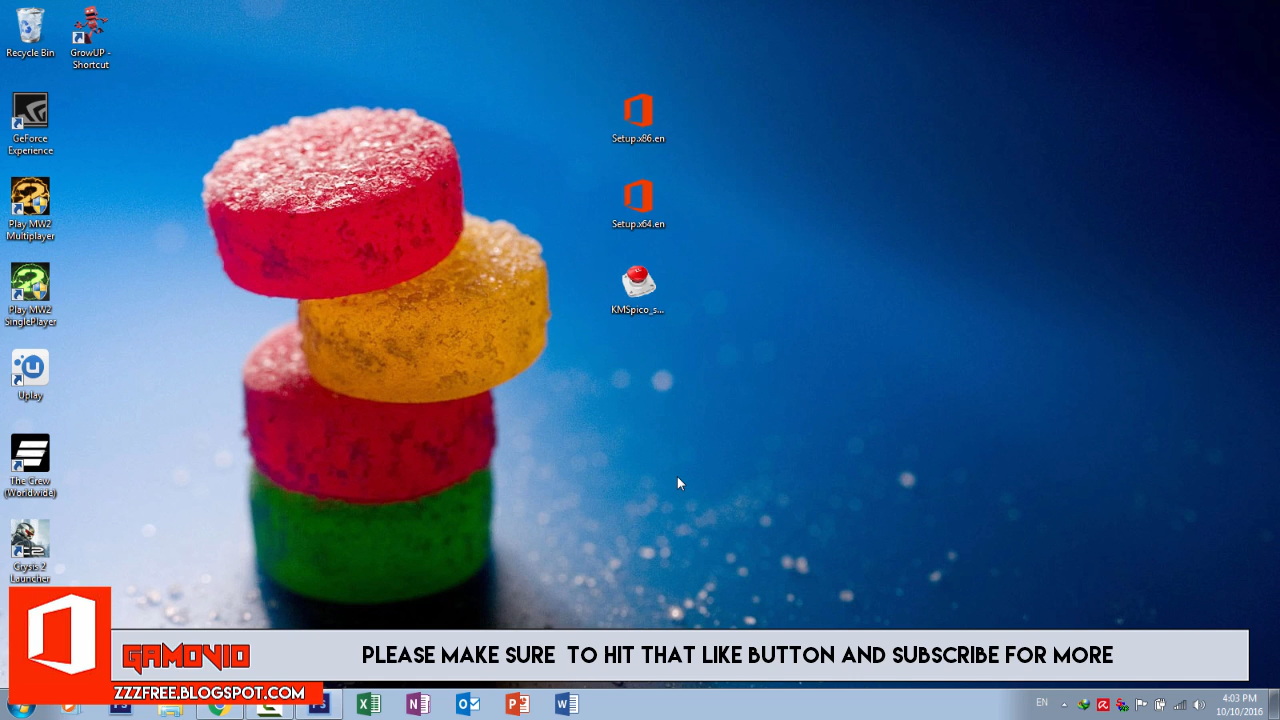 Recycle Bin
GrowUP -
Shortcut
GeForce
Experience
Play MW2
Multiplayer
Play MW2
SinglePlayer
Uplay
The Crew
(Worldwide)
Crysis 2
Launcher
Setup.x86.en
Setup.x64.en
KMSpico_s...
GAMOVIO
PLEASE MAKE SURE TO HIT THAT LIKE BUTTON AND SUBSCRIBE FOR MORE
ZZZFREE.BLOGSPOT.COM
EN
4:03 PM
10/10/2016